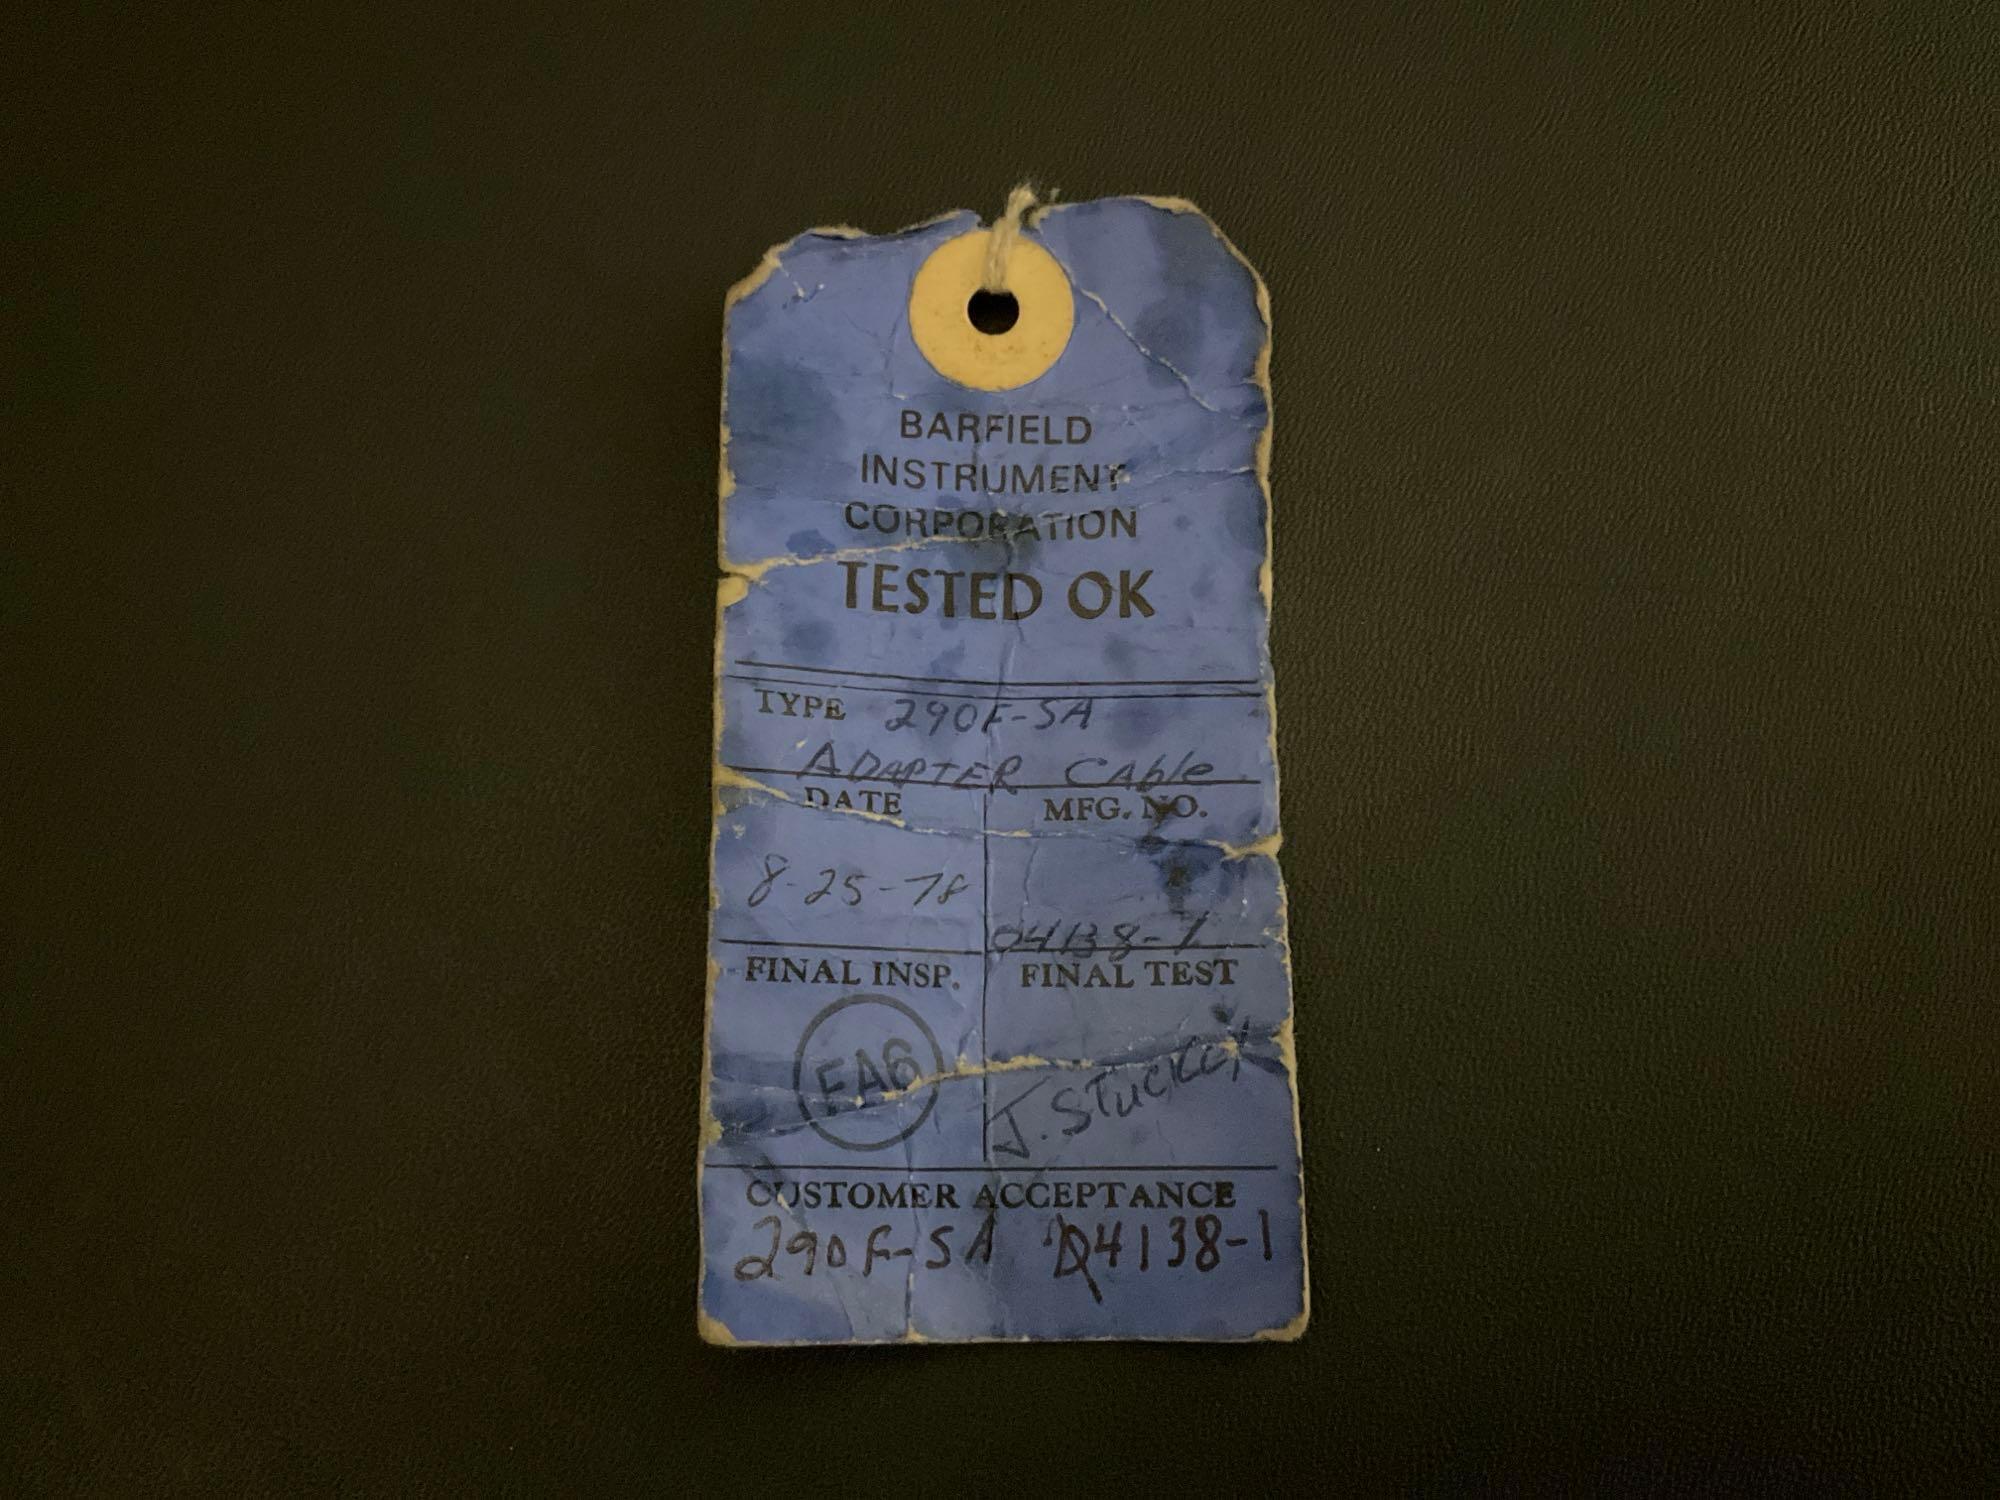 BARFIELD
INSTRUMENT
CORPORATION
TESTED OK
TYPE 290F-SA
ADAPTER CAble
DATE MFG. NO.
8-25-78 04138-1
FINAL INSP. FINAL TEST
FA6 J. STUCKEY
CUSTOMER ACCEPTANCE
290F-SA 04138-1